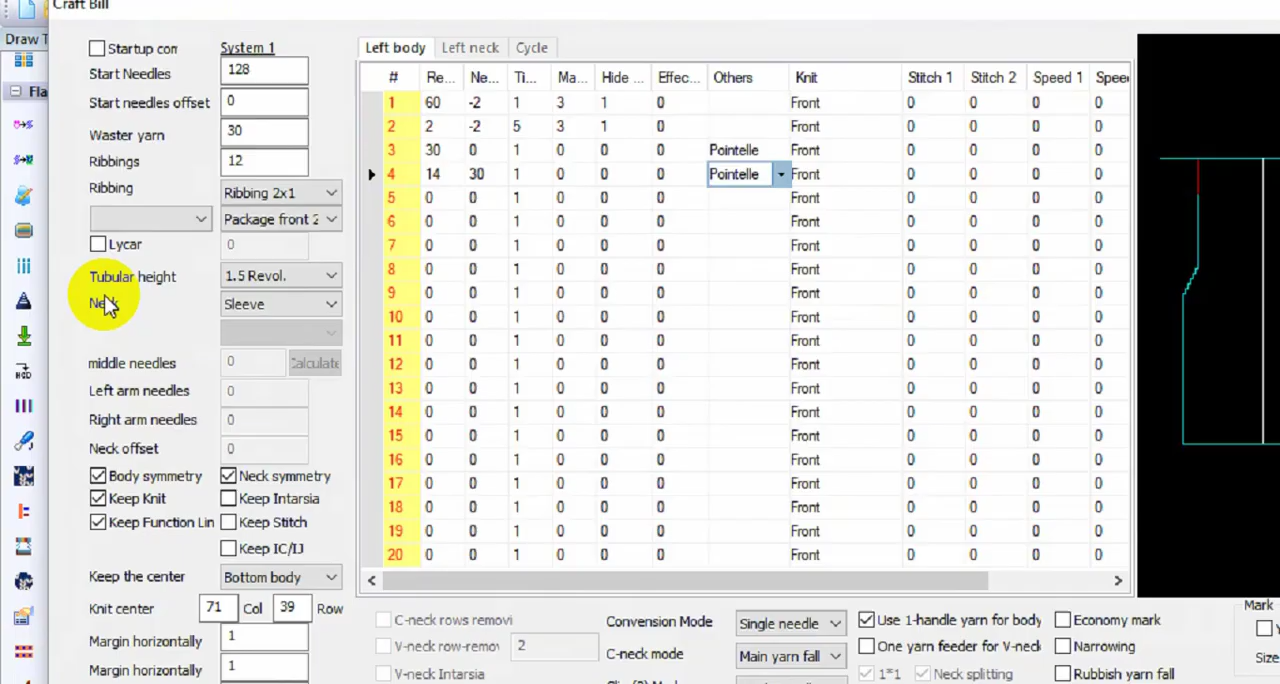 Craft Bill
Draw T
Fla
Startup con
System 1
Start Needles 128
Start needles offset 0
Waster yarn 30
Ribbings 12
Ribbing Ribbing 2x1
Package front 2
Lycar 0
Tubular height 1.5 Revol.
Neck Sleeve
middle needles 0 Calculate
Left arm needles 0
Right arm needles 0
Neck offset 0
Body symmetry Neck symmetry
Keep Knit Keep Intarsia
Keep Function Lin Keep Stitch
Keep IC/IJ
Keep the center Bottom body
Knit center 71 Col 39 Row
Margin horizontally 1
Margin horizontally 1
Left body Left neck Cycle
# Re... Ne... Ti... Ma... Hide ... Effec... Others Knit Stitch 1 Stitch 2 Speed 1 Spee
1 60 -2 1 3 1 0 Front 0 0 0 0
2 2 -2 5 3 1 0 Front 0 0 0 0
3 30 0 1 0 0 0 Pointelle Front 0 0 0 0
4 14 30 1 0 0 0 Pointelle Front 0 0 0 0
5 0 0 1 0 0 0 Front 0 0 0 0
6 0 0 1 0 0 0 Front 0 0 0 0
7 0 0 1 0 0 0 Front 0 0 0 0
8 0 0 1 0 0 0 Front 0 0 0 0
9 0 0 1 0 0 0 Front 0 0 0 0
10 0 0 1 0 0 0 Front 0 0 0 0
11 0 0 1 0 0 0 Front 0 0 0 0
12 0 0 1 0 0 0 Front 0 0 0 0
13 0 0 1 0 0 0 Front 0 0 0 0
14 0 0 1 0 0 0 Front 0 0 0 0
15 0 0 1 0 0 0 Front 0 0 0 0
16 0 0 1 0 0 0 Front 0 0 0 0
17 0 0 1 0 0 0 Front 0 0 0 0
18 0 0 1 0 0 0 Front 0 0 0 0
19 0 0 1 0 0 0 Front 0 0 0 0
20 0 0 1 0 0 0 Front 0 0 0 0
C-neck rows removi
V-neck row-remov 2
V-neck Intarsia
Conversion Mode Single needle
C-neck mode Main yarn fall
Use 1-handle yarn for body
One yarn feeder for V-neck
1*1 Neck splitting
Economy mark
Narrowing
Rubbish yarn fall
Mark
Size